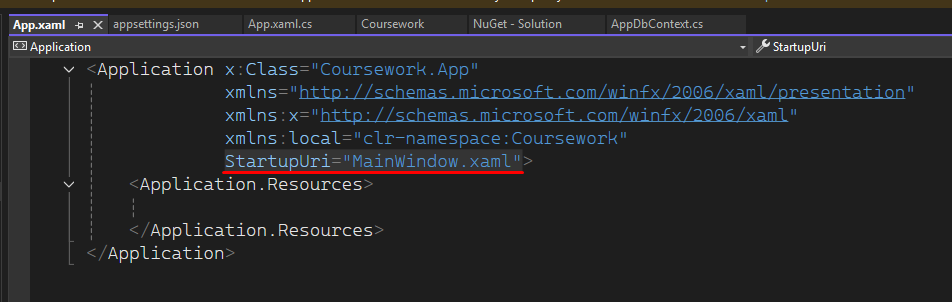 App.xaml appsettings.json App.xaml.cs Coursework NuGet - Solution AppDbContext.cs
Application StartupUri
<Application x:Class="Coursework.App"
xmlns="http://schemas.microsoft.com/winfx/2006/xaml/presentation"
xmlns:x="http://schemas.microsoft.com/winfx/2006/xaml"
xmlns:local="clr-namespace:Coursework"
StartupUri="MainWindow.xaml">
<Application.Resources>
</Application.Resources>
</Application>